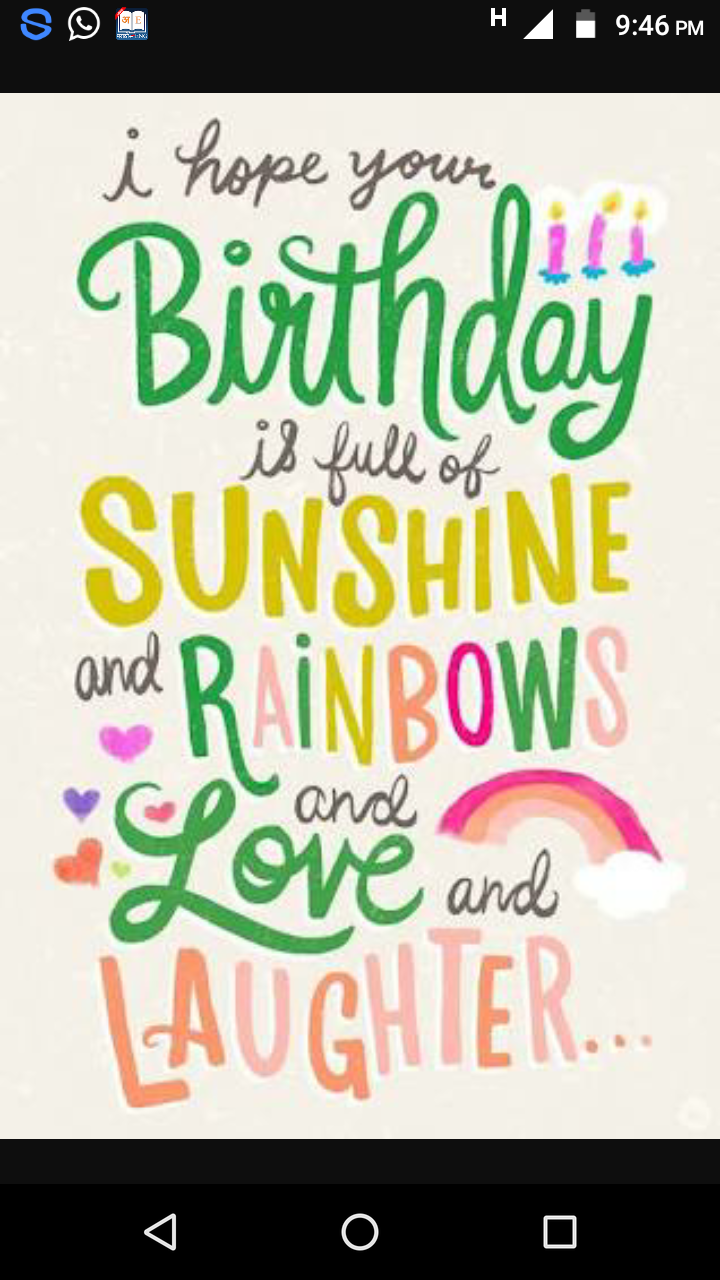 H 9:46 PM
i hope your
Birthday
is full of
SUNSHINE
and RAiNBOWS
and
Love and
LAUGHTER...